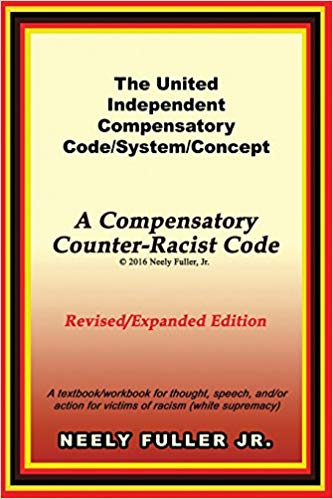 The United
Independent
Compensatory
Code/System/Concept
A Compensatory
Counter-Racist Code
© 2016 Neely Fuller, Jr.
Revised/Expanded Edition
A textbook/workbook for thought, speech, and/or
action for victims of racism (white supremacy)
NEELY FULLER JR.